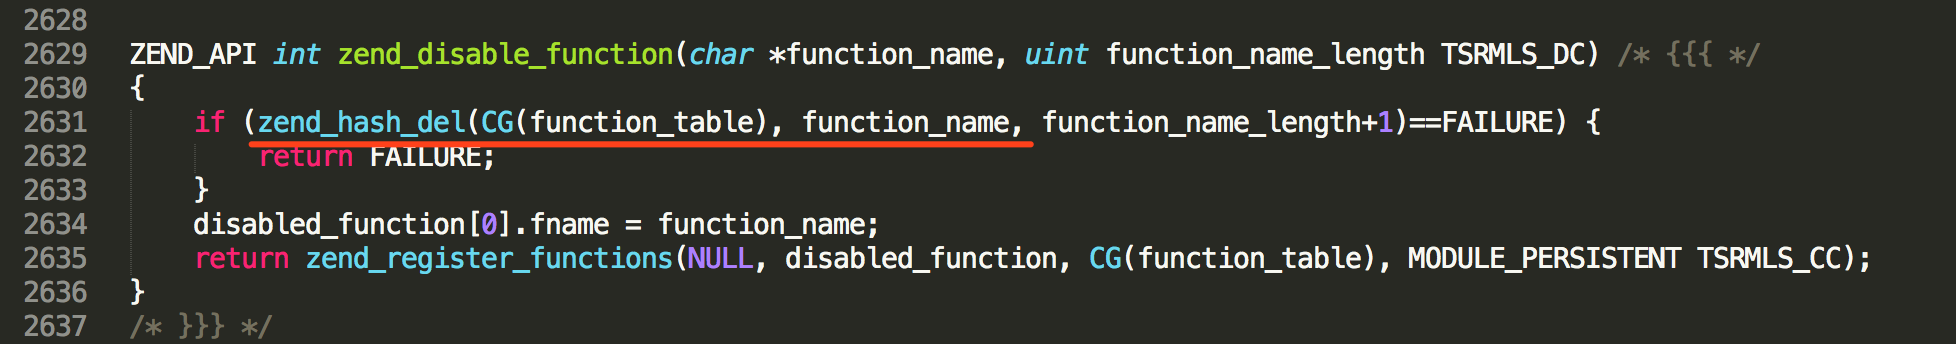 2628
2629 ZEND_API int zend_disable_function(char *function_name, uint function_name_length TSRMLS_DC) /* {{{ */
2630 {
2631 if (zend_hash_del(CG(function_table), function_name, function_name_length+1)==FAILURE) {
2632 return FAILURE;
2633 }
2634 disabled_function[0].fname = function_name;
2635 return zend_register_functions(NULL, disabled_function, CG(function_table), MODULE_PERSISTENT TSRMLS_CC);
2636 }
2637 /* }}} */